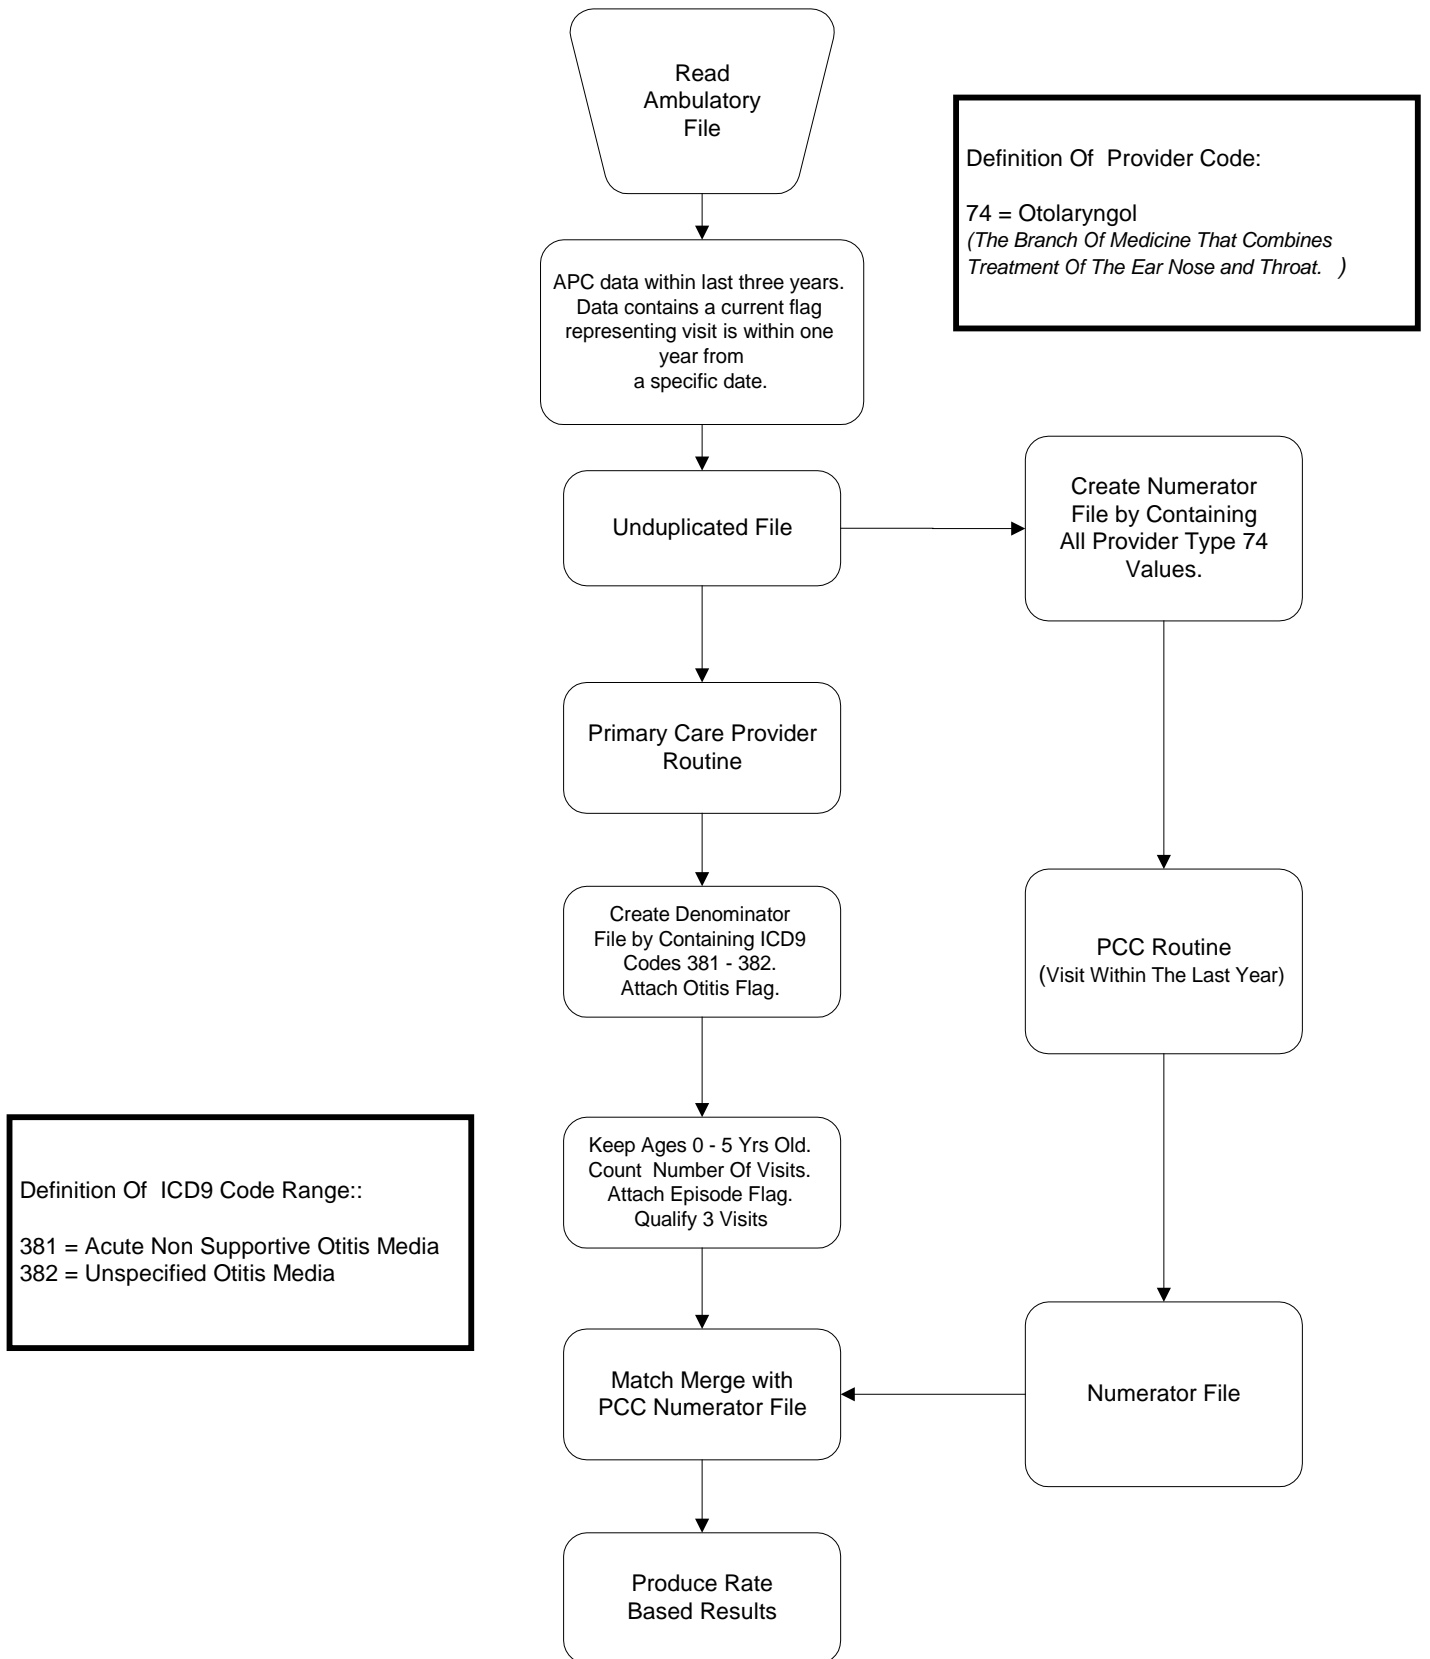 Read
Ambulatory
File
Definition Of  Provider Code:
74 = Otolaryngol
(The Branch Of Medicine That Combines
Treatment Of The Ear Nose and Throat.   )
APC data within last three years.
Data contains a current flag
representing visit is within one
year from
a specific date.
Unduplicated File
Create Numerator
File by Containing
All Provider Type 74
Values.
Primary Care Provider
Routine
Create Denominator
File by Containing ICD9
Codes 381 - 382.
Attach Otitis Flag.
PCC Routine
(Visit Within The Last Year)
Keep Ages 0 - 5 Yrs Old.
Count  Number Of Visits.
Attach Episode Flag.
Qualify 3 Visits
Definition Of  ICD9 Code Range::
381 = Acute Non Supportive Otitis Media
382 = Unspecified Otitis Media
Match Merge with
PCC Numerator File
Numerator File
Produce Rate
Based Results